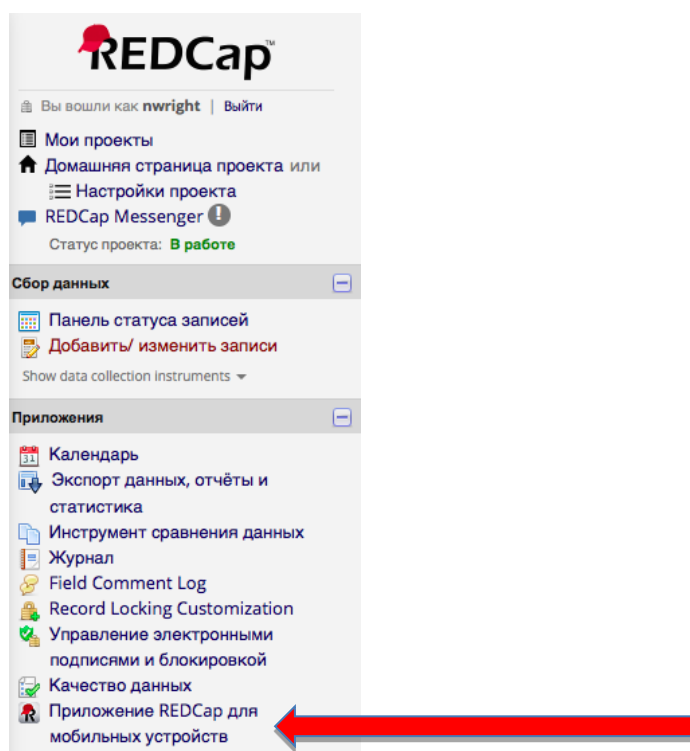 REDCap™
Вы вошли как nwright | Выйти
Мои проекты
Домашняя страница проекта или
Настройки проекта
REDCap Messenger
Статус проекта: В работе
Сбор данных
Панель статуса записей
Добавить/ изменить записи
Show data collection instruments
Приложения
31 Календарь
Экспорт данных, отчёты и
статистика
Инструмент сравнения данных
Журнал
Field Comment Log
Record Locking Customization
Управление электронными
подписями и блокировкой
Качество данных
Приложение REDCap для
мобильных устройств